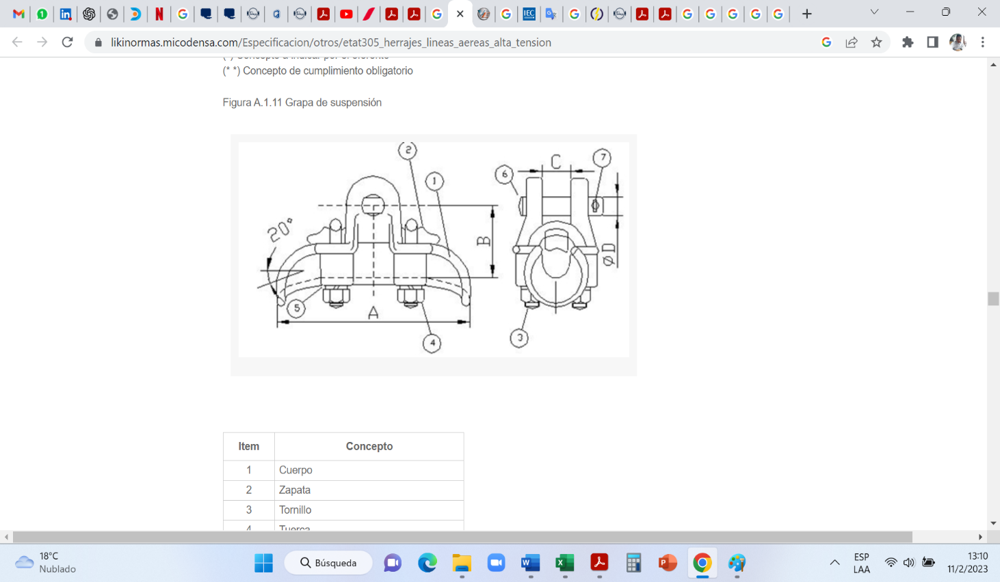 likinormas.micodensa.com/Especificacion/otros/etat305_herrajes_lineas_aereas_alta_tension
(* *) Concepto de cumplimiento obligatorio
Figura A.1.11 Grapa de suspensión
2
1
6
C
7
20°
B
ØD
5
A
4
3
Item Concepto
1 Cuerpo
2 Zapata
3 Tornillo
4 Tuerca
18°C
Nublado
Búsqueda
ESP
LAA
13:10
11/2/2023